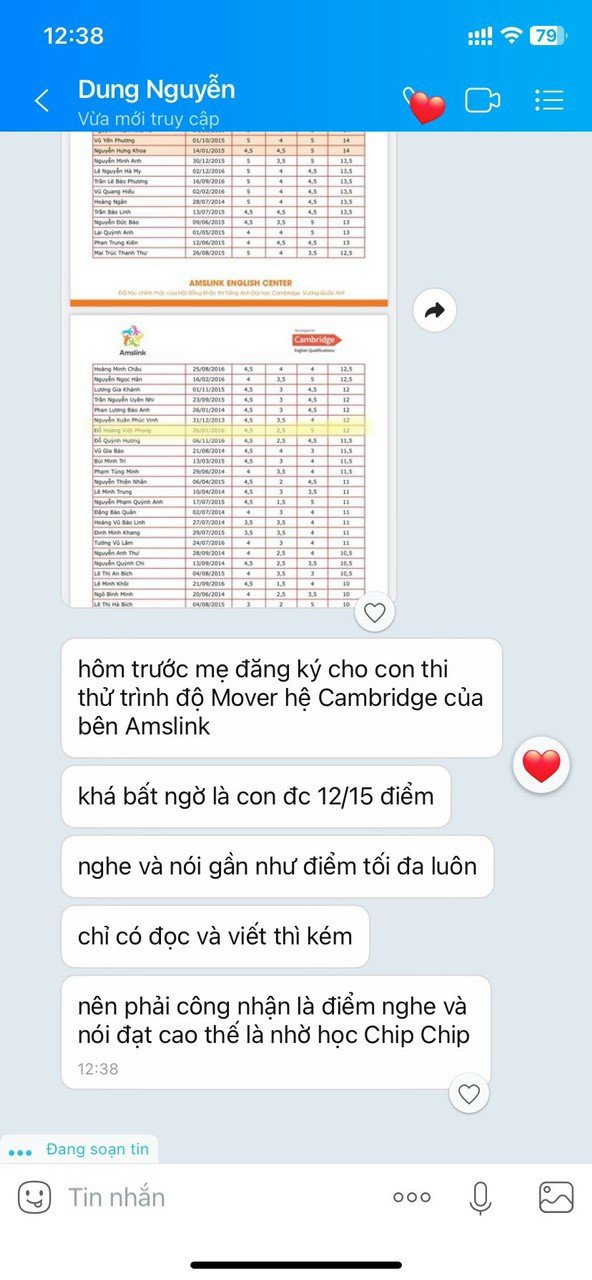 12:38
79
Dung Nguyễn
Vừa mới truy cập
Vũ Yến Phương 01/10/2015 5 4 5 14
Nguyễn Hưng Khoa 14/01/2015 4,5 4,5 5 14
Nguyễn Minh Anh 30/12/2015 5 3,5 5 13,5
Lê Nguyễn Hà My 02/12/2016 5 4 4,5 13,5
Trần Lê Bảo Phương 16/09/2016 5 4 4,5 13,5
Vũ Quang Hiếu 02/02/2016 5 4 4,5 13,5
Hoàng Ngân 28/07/2014 5 4 4,5 13,5
Trần Bảo Linh 13/07/2015 4,5 4,5 4,5 13,5
Nguyễn Đức Bảo 09/06/2015 4,5 3,5 5 13
Lại Quỳnh Anh 01/05/2015 4 4 5 13
Phan Trung Kiên 12/06/2015 4 4,5 4,5 13
Mai Trúc Thanh Thư 26/08/2015 5 4 3,5 12,5
AMSLINK ENGLISH CENTER
Đối tác chính thức của Hội đồng Khảo thí Tiếng Anh Đại học Cambridge, Vương Quốc Anh
Amslink
We prepare for
Cambridge
English Qualifications
Hoàng Minh Châu 25/08/2016 4,5 4 4 12,5
Nguyễn Ngọc Hân 16/02/2016 4 3,5 5 12,5
Lương Gia Khánh 01/11/2015 4,5 3 4,5 12
Trần Nguyễn Uyên Nhi 23/09/2015 4,5 3 4,5 12
Phan Lương Bảo Anh 26/01/2014 4,5 3 4,5 12
Nguyễn Xuân Phúc Vinh 31/12/2013 4,5 3,5 4 12
Đỗ Hoàng Việt Phong 26/01/2016 4,5 2,5 5 12
Đỗ Quỳnh Hương 06/11/2016 4,5 2,5 4,5 11,5
Vũ Gia Bảo 21/08/2014 4,5 4 3 11,5
Bùi Minh Trí 13/03/2015 4,5 3 4 11,5
Phạm Tùng Minh 29/06/2014 4 3,5 4 11,5
Nguyễn Thiện Nhân 06/04/2015 4,5 2 4,5 11
Lê Minh Trung 10/04/2014 4,5 3 3,5 11
Nguyễn Phạm Quỳnh Anh 17/07/2015 4,5 1,5 5 11
Đặng Bảo Quân 02/07/2014 4 3 4 11
Hoàng Vũ Bảo Linh 27/07/2014 3,5 3,5 4 11
Đinh Minh Khang 29/07/2015 3,5 3,5 4 11
Tưởng Vũ Lâm 24/07/2016 4 3 4 11
Nguyễn Anh Thư 28/09/2014 4 2,5 4 10,5
Nguyễn Quỳnh Chi 13/09/2014 4,5 2,5 3,5 10,5
Lê Thị An Bích 04/08/2015 4 3,5 3 10,5
Lê Minh Khôi 21/09/2016 4,5 1,5 4 10
Ngô Bình Minh 20/06/2014 4 2,5 3,5 10
Lê Thị Hà Bích 04/08/2015 3 2 5 10
hôm trước mẹ đăng ký cho con thi
thử trình độ Mover hệ Cambridge của
bên Amslink
khá bất ngờ là con đc 12/15 điểm
nghe và nói gần như điểm tối đa luôn
chỉ có đọc và viết thì kém
nên phải công nhận là điểm nghe và
nói đạt cao thế là nhờ học Chip Chip
12:38
Đang soạn tin
Tin nhắn